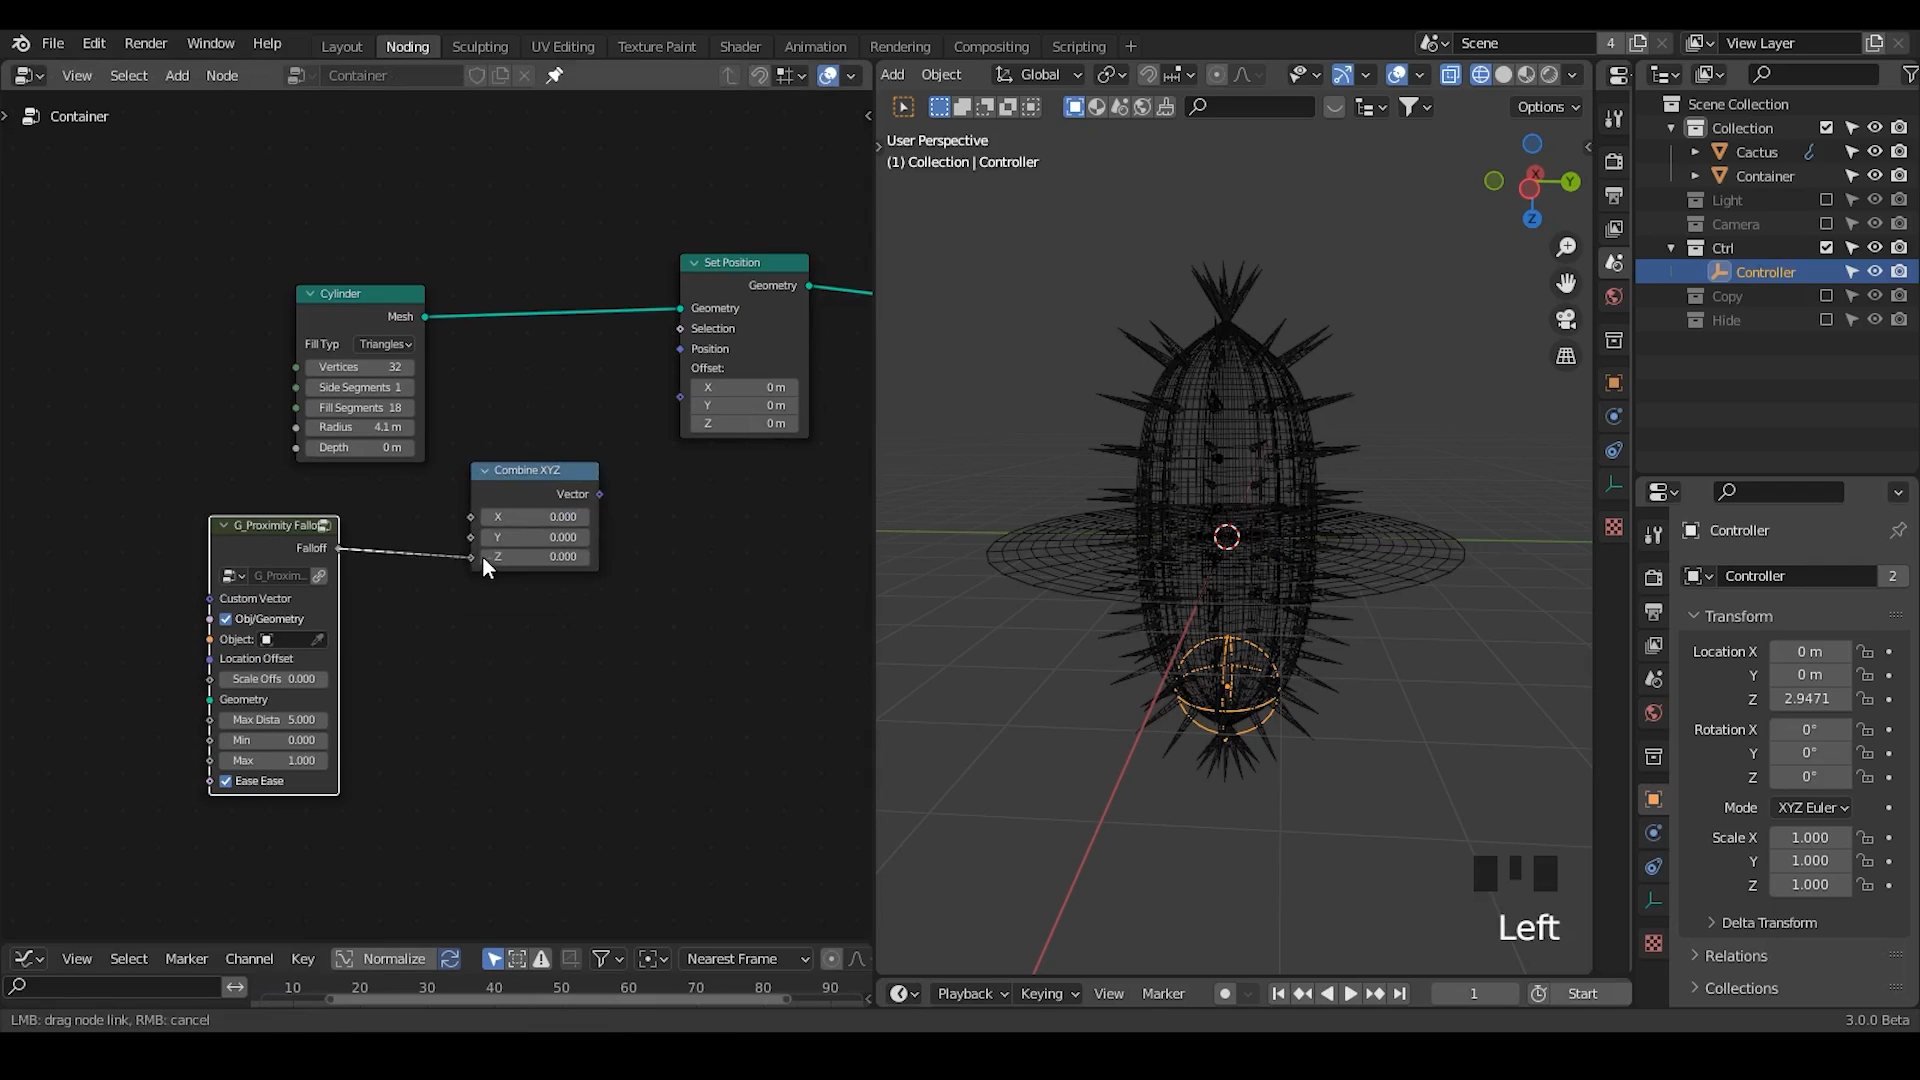 File Edit Render Window Help Layout Noding Sculpting UV Editing Texture Paint Shader Animation Rendering Compositing Scripting + Scene 4 View Layer
View Select Add Node Container Add Object Global
Options
Container
User Perspective
(1) Collection | Controller
X
Y
Z
Scene Collection
Collection
Cactus
Container
Light
Camera
Ctrl
Controller
Copy
Hide
Set Position
Geometry
Geometry
Selection
Position
Offset:
X 0 m
Y 0 m
Z 0 m
Cylinder
Mesh
Fill Typ Triangles
Vertices 32
Side Segments 1
Fill Segments 18
Radius 4.1 m
Depth 0 m
Combine XYZ
Vector
X 0.000
Y 0.000
Z 0.000
G_Proximity Fallo
Falloff
G_Proxim...
Custom Vector
Obj/Geometry
Object:
Location Offset
Scale Offs 0.000
Geometry
Max Dista 5.000
Min 0.000
Max 1.000
Ease Ease
Controller
Controller 2
Transform
Location X 0 m
Y 0 m
Z 2.9471
Rotation X 0°
Y 0°
Z 0°
Mode XYZ Euler
Scale X 1.000
Y 1.000
Z 1.000
Delta Transform
Relations
Collections
Left
View Select Marker Channel Key Normalize Nearest Frame
10 20 30 40 50 60 70 80 90
Playback Keying View Marker 1 Start
LMB: drag node link, RMB: cancel
3.0.0 Beta